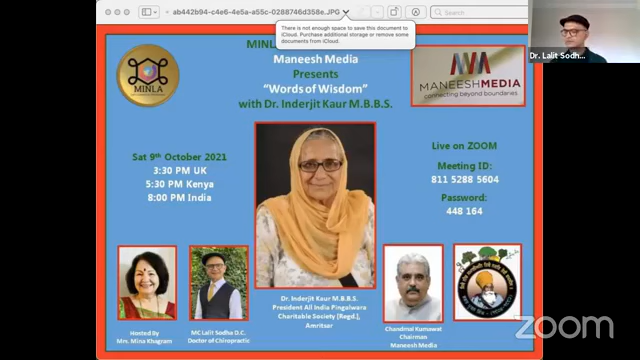 ab442b94-c4e6-4e5a-a55c-0288746d358e.JPG
Search
There is not enough space to save this document to
iCloud. Purchase additional storage or remove some
documents from iCloud.
Dr. Lalit Sodh...
MINL
Maneesh Media
Presents
“Words of Wisdom”
with Dr. Inderjit Kaur M.B.B.S.
MINLA
MANEESHMEDIA
connecting beyond boundaries
Sat 9th October 2021
3:30 PM UK
5:30 PM Kenya
8:00 PM India
Live on ZOOM
Meeting ID:
811 5288 5604
Password:
448 164
Hosted by
Mrs. Mina Khagram
MC Lalit Sodha D.C.
Doctor of Chiropractic
Dr. Inderjit Kaur M.B.B.S.
President All India Pingalwara
Charitable Society [Regd.]
Amritsar
Chandmal Kumawat
Chairman
Maneesh Media
zoom